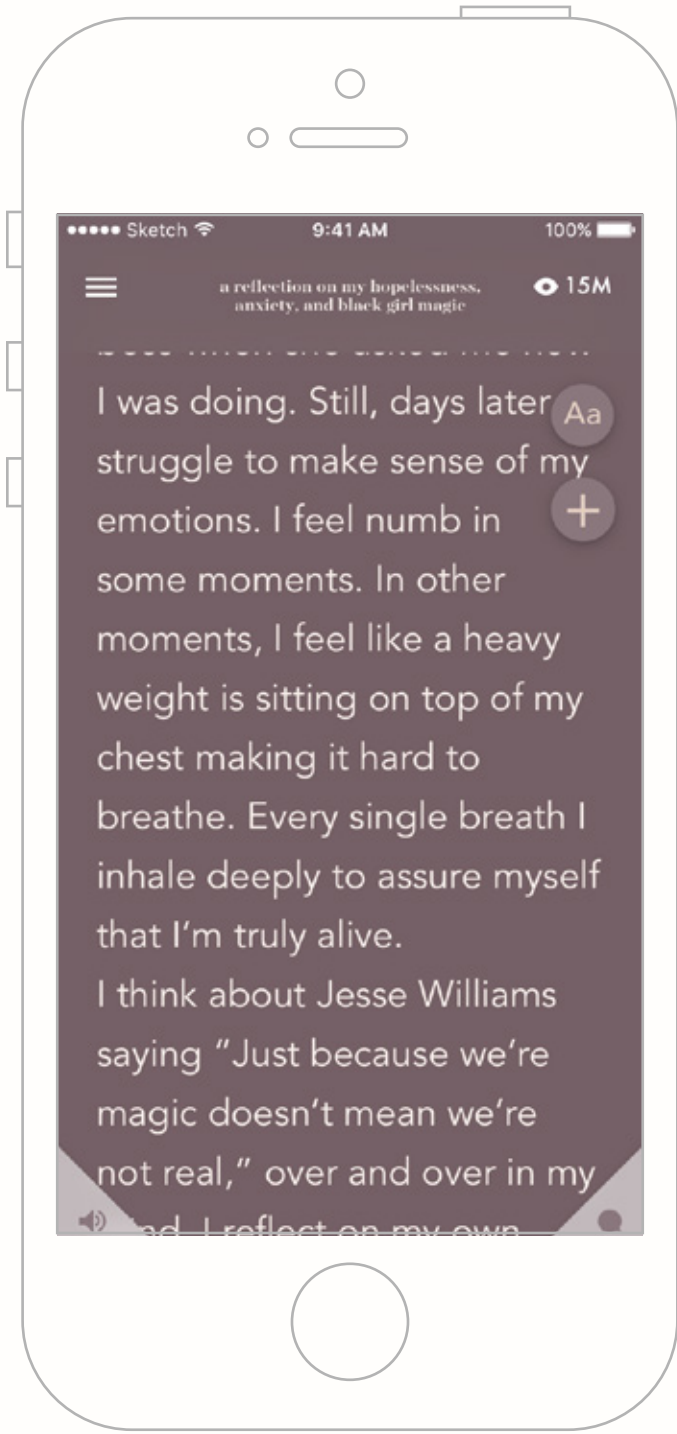 Sketch 9:41 AM 100%
a reflection on my hopelessness,
anxiety, and black girl magic
15M
I was doing. Still, days later
Aa
struggle to make sense of my
emotions. I feel numb in
some moments. In other
moments, I feel like a heavy
weight is sitting on top of my
chest making it hard to
breathe. Every single breath I
inhale deeply to assure myself
that I’m truly alive.
I think about Jesse Williams
saying “Just because we’re
magic doesn’t mean we’re
not real,” over and over in my
I reflect on my own